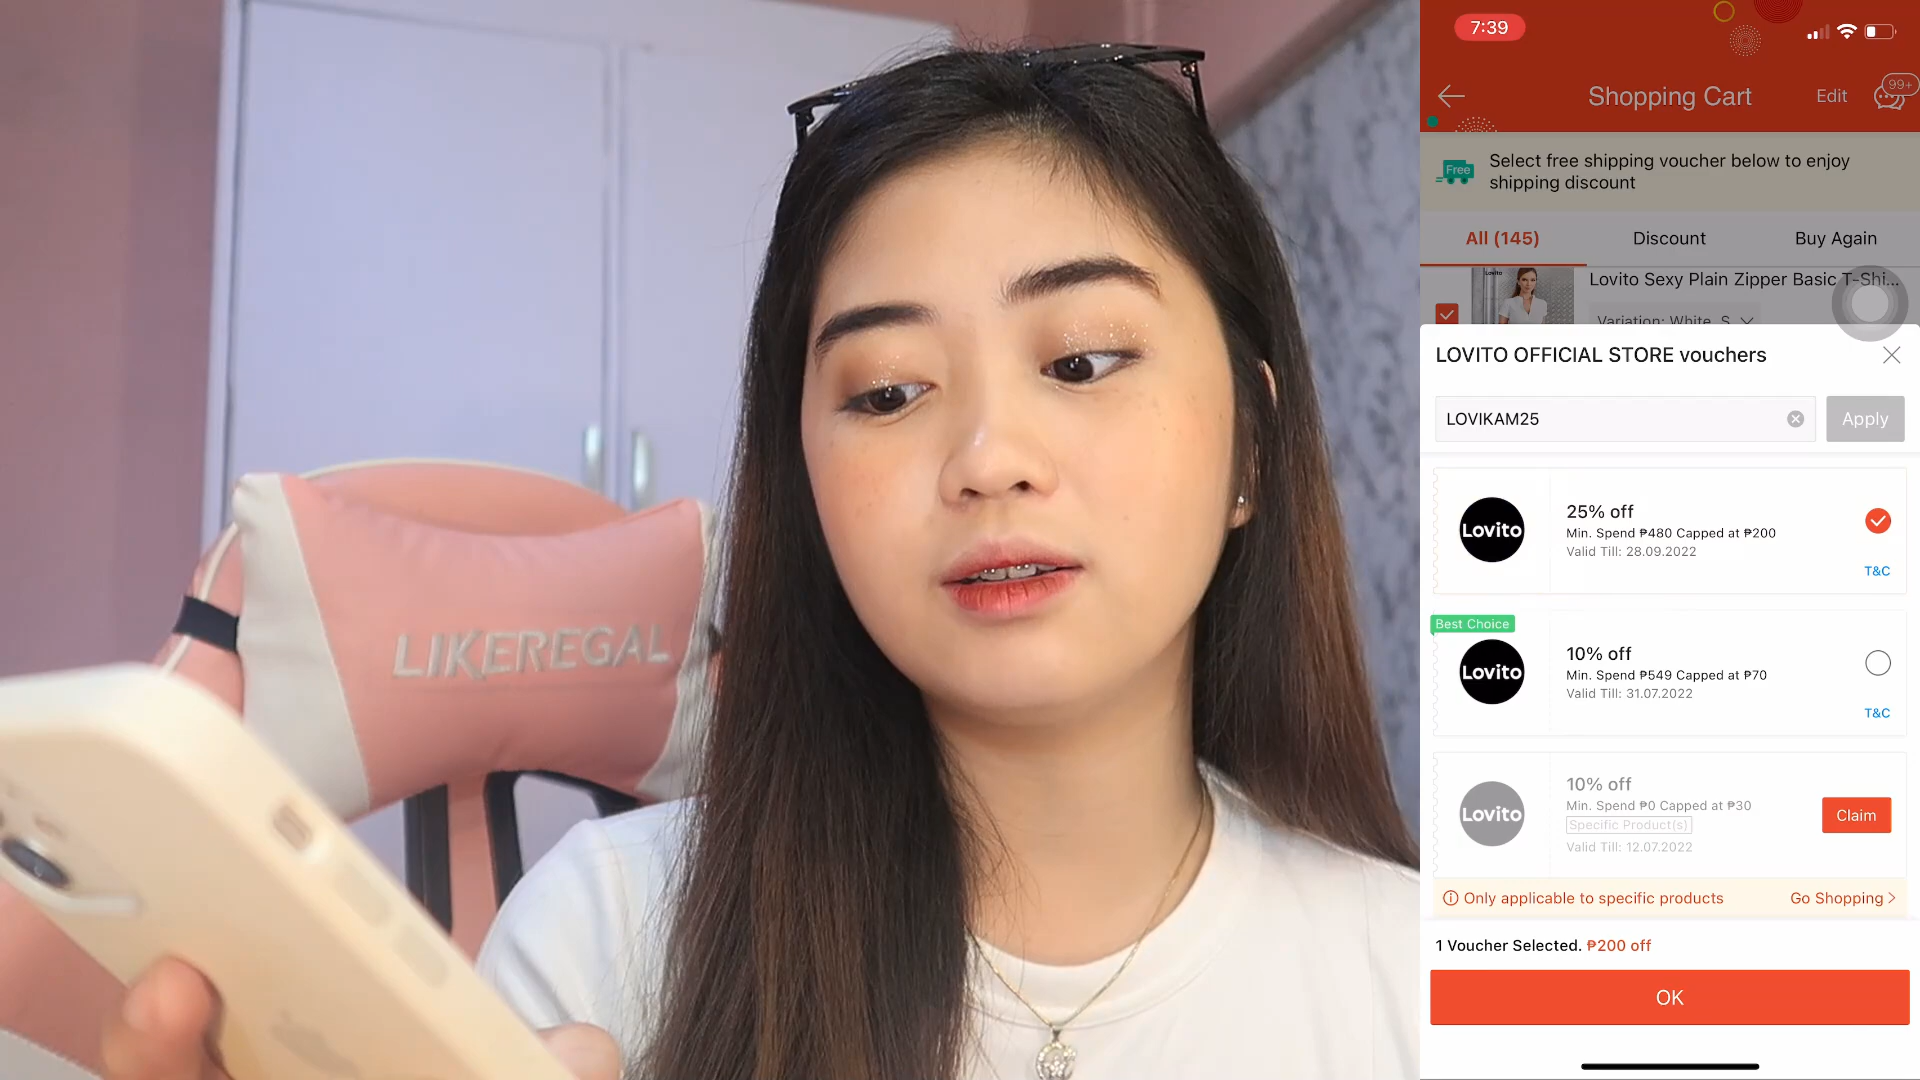 LIKEREGAL
7:39
Shopping Cart
Edit
99+
Free
Select free shipping voucher below to enjoy
shipping discount
All (145)
Discount
Buy Again
Lovito
Lovito Sexy Plain Zipper Basic T-Shi...
Variation: White, S
LOVITO OFFICIAL STORE vouchers
LOVIKAM25
Apply
Lovito
25% off
Min. Spend ₱480 Capped at ₱200
Valid Till: 28.09.2022
T&C
Best Choice
Lovito
10% off
Min. Spend ₱549 Capped at ₱70
Valid Till: 31.07.2022
T&C
Lovito
10% off
Min. Spend ₱0 Capped at ₱30
Specific Product(s)
Valid Till: 12.07.2022
Claim
Only applicable to specific products
Go Shopping >
1 Voucher Selected. ₱200 off
OK